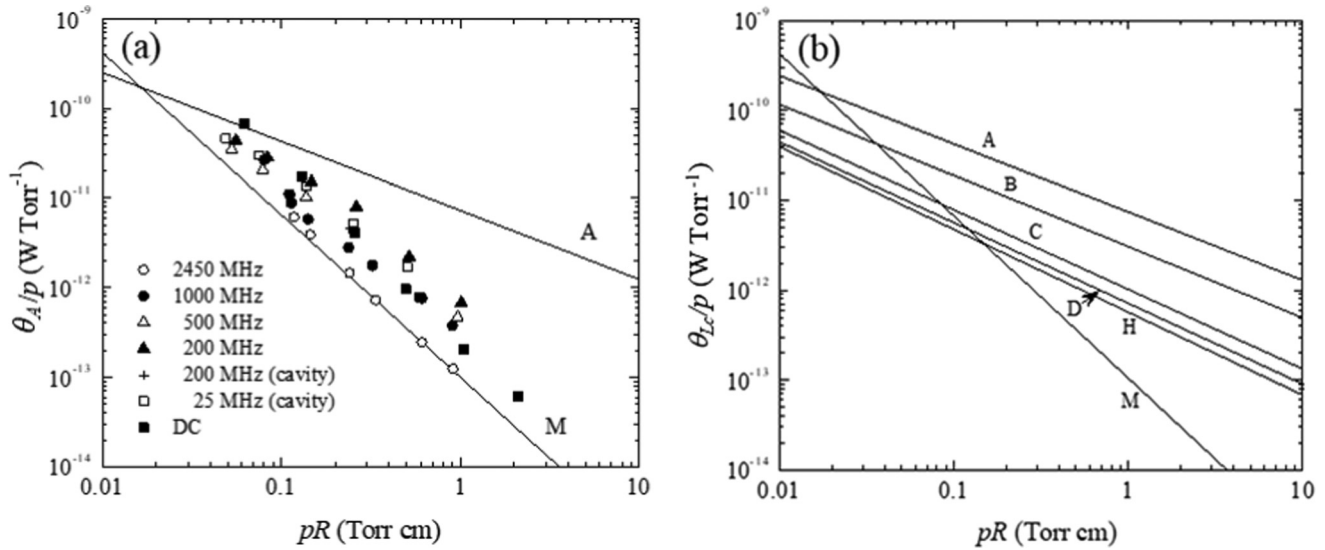 (a)
10⁻⁹
10⁻¹⁰
10⁻¹¹
10⁻¹²
10⁻¹³
10⁻¹⁴
θ_A/p (W Torr⁻¹)
A
M
2450 MHz
1000 MHz
500 MHz
200 MHz
200 MHz (cavity)
25 MHz (cavity)
DC
0.01 0.1 1 10
pR (Torr cm)
(b)
10⁻⁹
10⁻¹⁰
10⁻¹¹
10⁻¹²
10⁻¹³
10⁻¹⁴
θ_Lc/p (W Torr⁻¹)
A
B
C
D
H
M
0.01 0.1 1 10
pR (Torr cm)